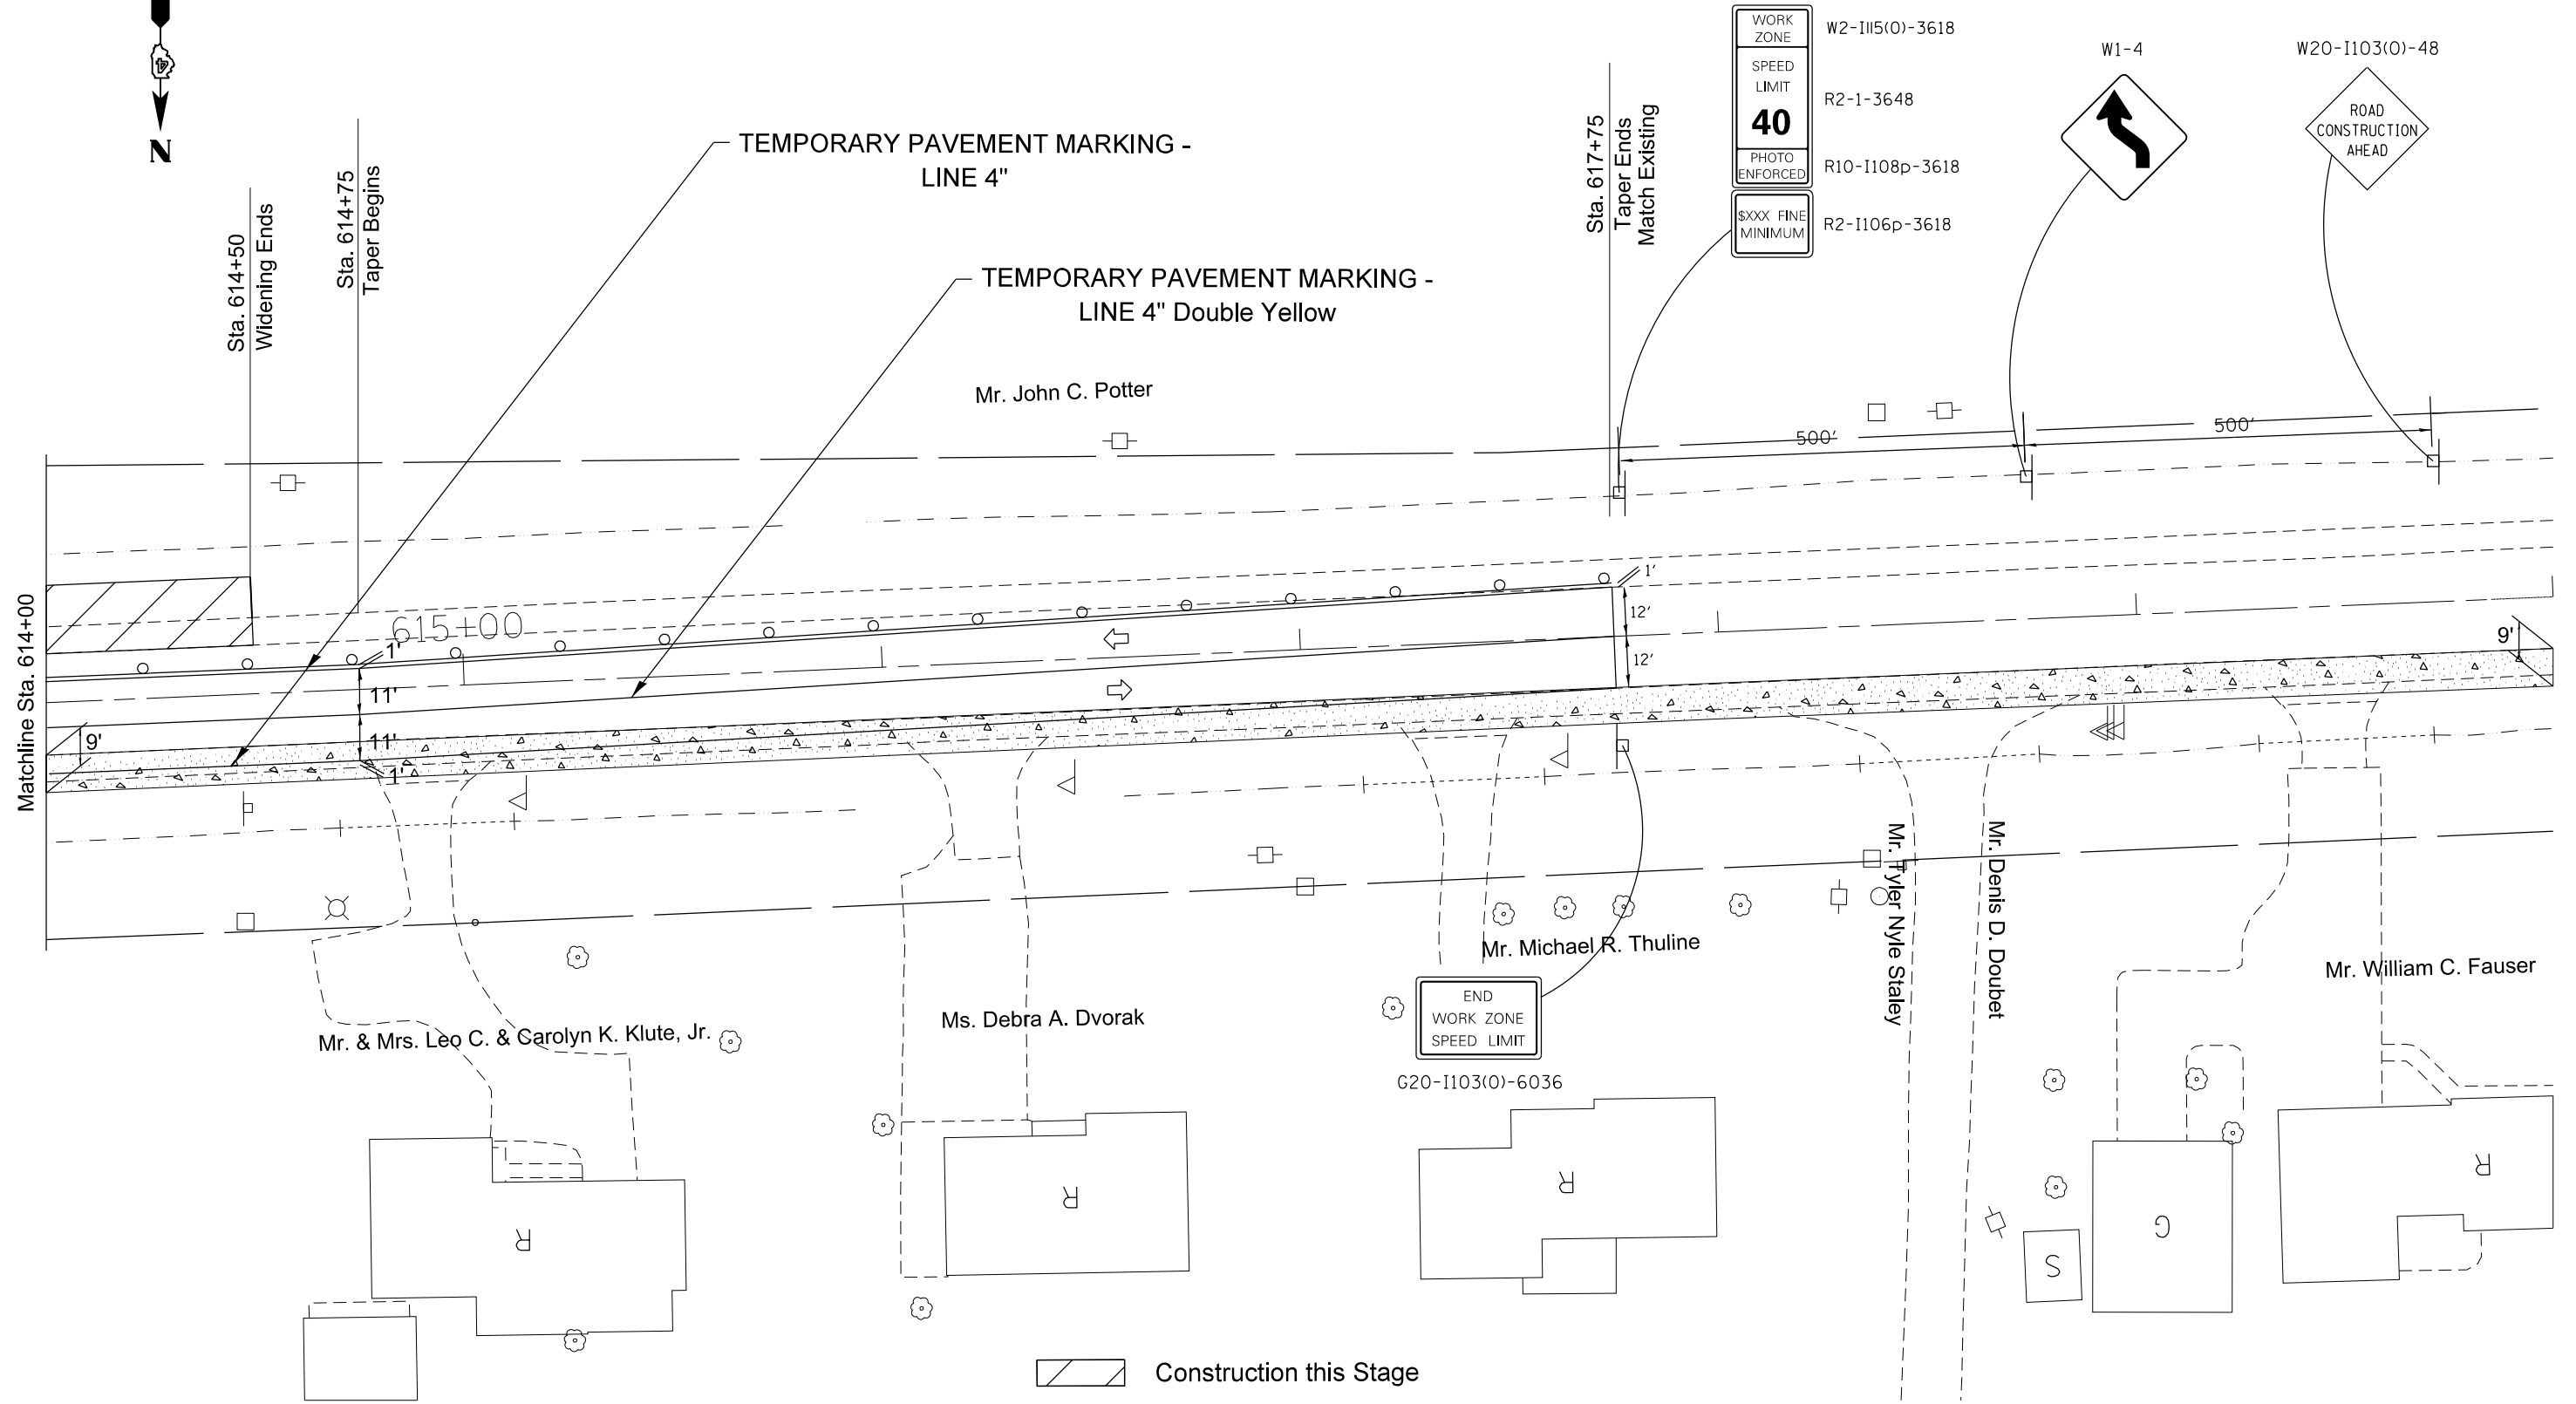 N
WORK
ZONE
SPEED
LIMIT
40
PHOTO
ENFORCED
$XXX FINE
MINIMUM
W2-I115(O)-3618
R2-1-3648
R10-I108p-3618
R2-I106p-3618
W1-4
W20-I103(O)-48
ROAD
CONSTRUCTION
AHEAD
TEMPORARY PAVEMENT MARKING -
LINE 4"
TEMPORARY PAVEMENT MARKING -
LINE 4" Double Yellow
Sta. 614+50
Widening Ends
Sta. 614+75
Taper Begins
Sta. 617+75
Taper Ends
Match Existing
Mr. John C. Potter
500'
500'
Matchline Sta. 614+00
615+00
1'
11'
11'
1'
9'
1'
12'
12'
9'
Mr. & Mrs. Leo C. & Carolyn K. Klute, Jr.
Ms. Debra A. Dvorak
Mr. Michael R. Thuline
Mr. Tyler Nyle Staley
Mr. Denis D. Doubet
Mr. William C. Fauser
END
WORK ZONE
SPEED LIMIT
G20-I103(O)-6036
R
R
R
R
G
S
Construction this Stage